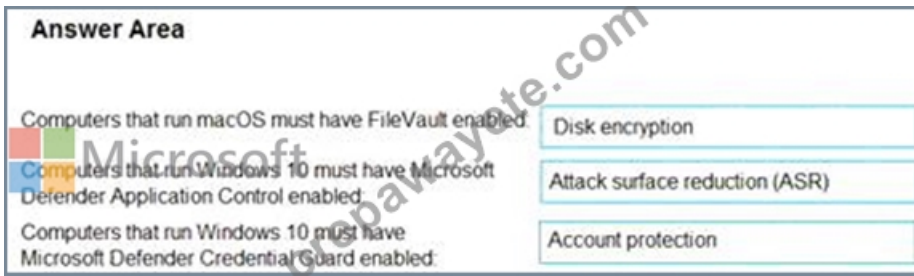 Answer Area
Computers that run macOS must have FileVault enabled:
Disk encryption
Microsoft
Computers that run Windows 10 must have Microsoft
Defender Application Control enabled:
Attack surface reduction (ASR)
Computers that run Windows 10 must have
Microsoft Defender Credential Guard enabled:
Account protection
prepawayete.com